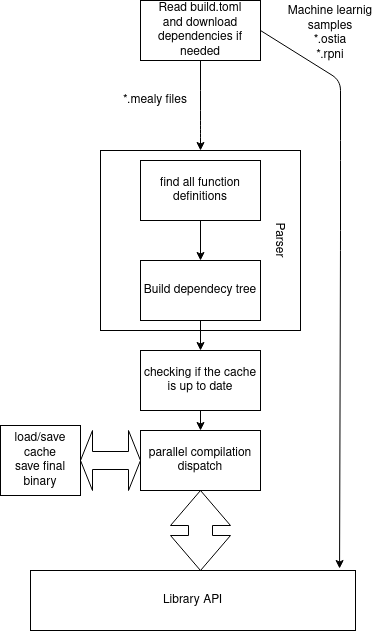 Read build.toml
and download
dependencies if
needed
Machine learnig
samples
*.ostia
*.rpni
*.mealy files
find all function
definitions
Parser
Build dependecy tree
checking if the cache
is up to date
load/save
cache
save final
binary
parallel compilation
dispatch
Library API